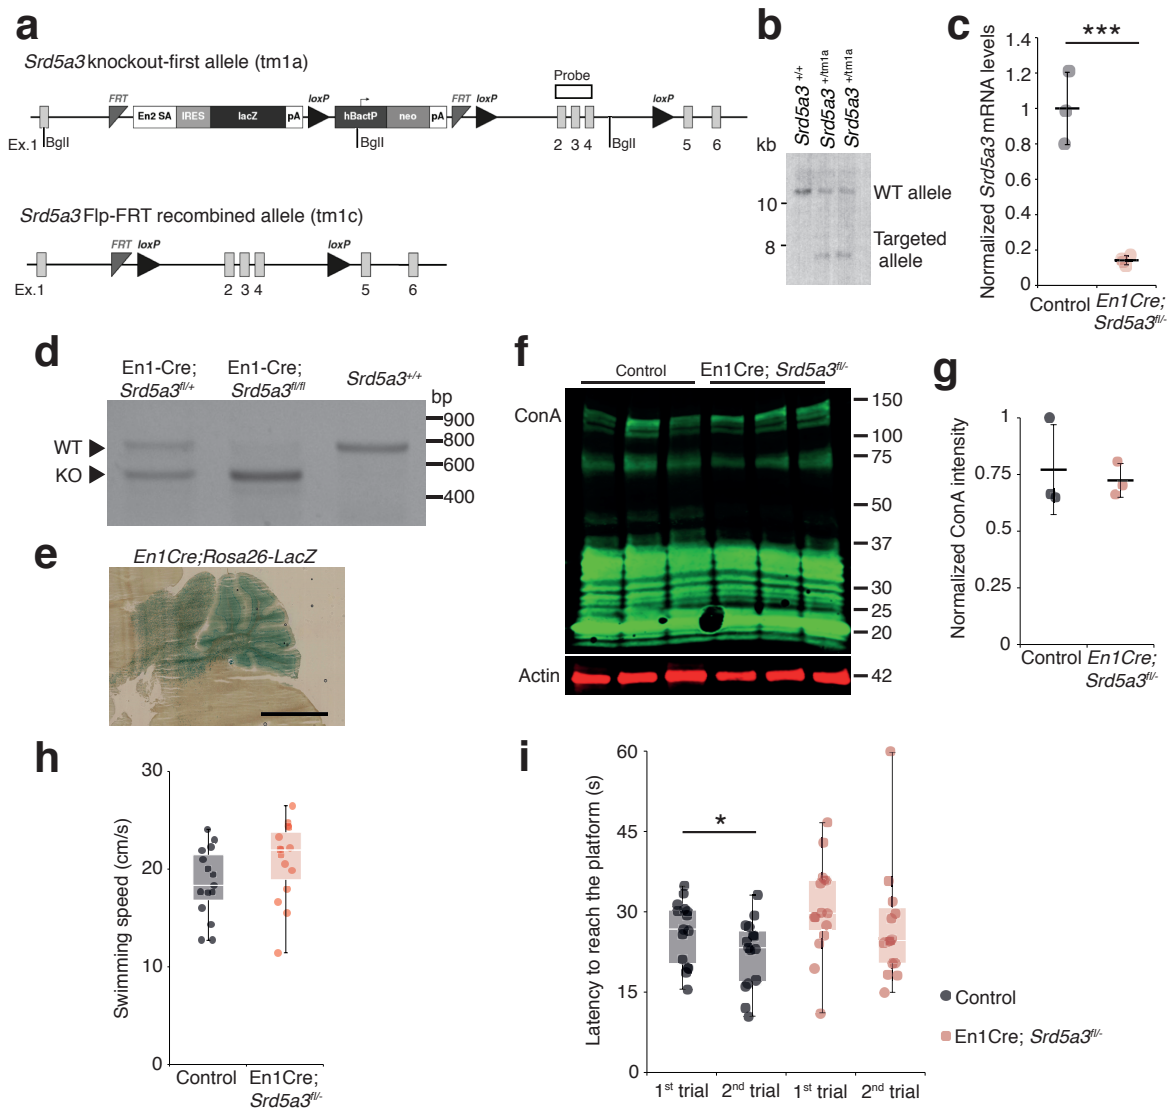 a
Srd5a3 knockout-first allele (tm1a)
Probe
FRT
loxP
FRT
loxP
loxP
En2 SA IRES lacZ pA hBactP neo pA
Ex.1 BglI BglI 2 3 4 BglI 5 6
Srd5a3 Flp-FRT recombined allele (tm1c)
FRT loxP loxP
Ex.1 2 3 4 5 6
b
Srd5a3 +/+
Srd5a3 +/tm1a
Srd5a3 +/tm1a
kb
10
8
WT allele
Targeted
allele
c
Normalized Srd5a3 mRNA levels
***
1.4
1.2
1
0.8
0.6
0.4
0.2
0
Control
En1Cre;
Srd5a3fl/-
d
En1-Cre;
Srd5a3fl/+
En1-Cre;
Srd5a3fl/fl
Srd5a3+/+
bp
900
800
600
400
WT
KO
e
En1Cre;Rosa26-LacZ
f
Control
En1Cre; Srd5a3fl/-
ConA
150
100
75
50
37
30
25
20
Actin
42
g
Normalized ConA intensity
1
0.75
0.5
0.25
0
Control
En1Cre;
Srd5a3fl/-
h
Swimming speed (cm/s)
30
20
10
0
Control
En1Cre;
Srd5a3fl/-
i
Latency to reach the platform (s)
60
45
30
15
0
*
1st trial 2nd trial 1st trial 2nd trial
Control
En1Cre; Srd5a3fl/-